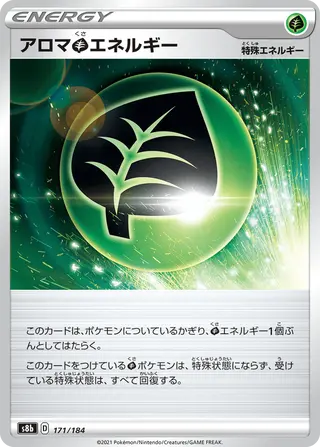 ENERGY
アロマエネルギー
特殊エネルギー
このカードは、ポケモンについているかぎり、エネルギー1個ぶ
んとしてはたらく。
このカードをつけているポケモンは、特殊状態にならず、受けて
いる特殊状態は、すべて回復する。
s8b D 171/184
©2021 Pokémon/Nintendo/Creatures/GAME FREAK.